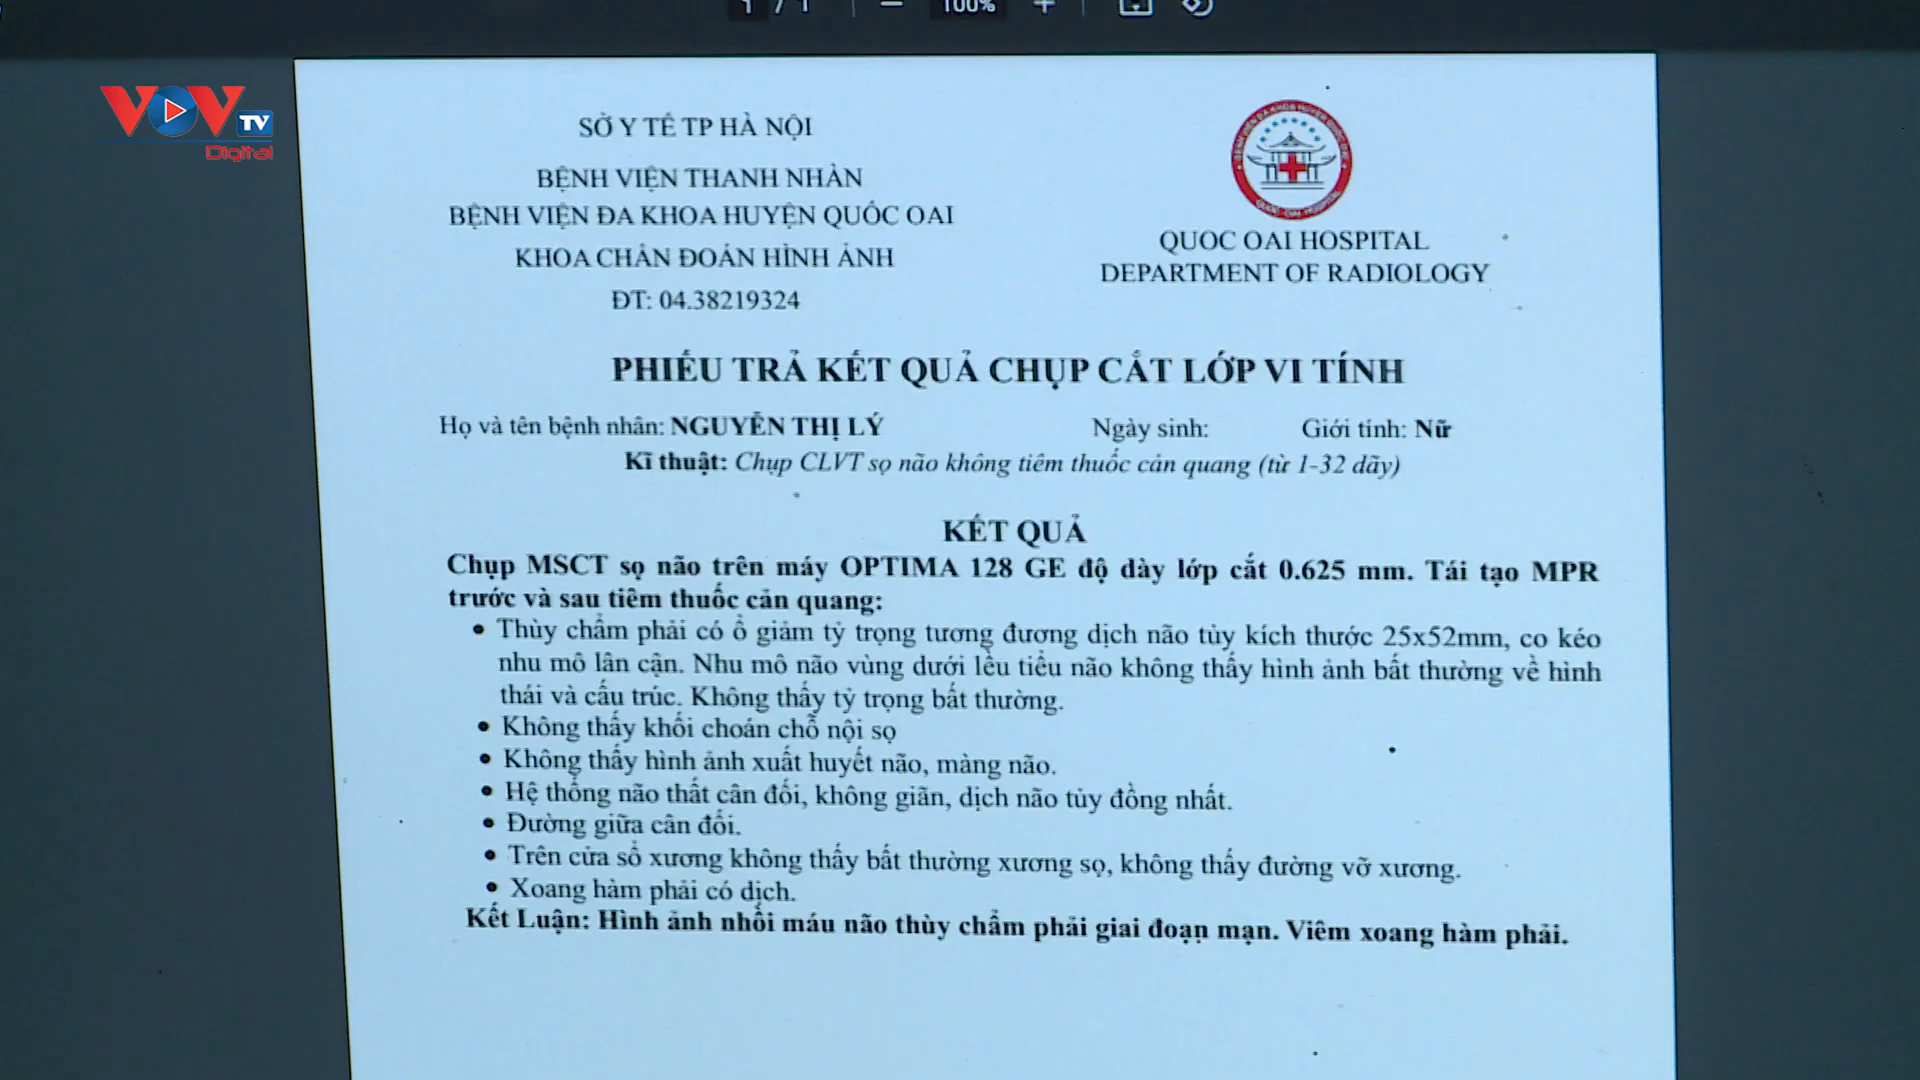 1 / 1
100%
VOV TV
Digital
SỞ Y TẾ TP HÀ NỘI
BỆNH VIỆN THANH NHÀN
BỆNH VIỆN ĐA KHOA HUYỆN QUỐC OAI
KHOA CHẨN ĐOÁN HÌNH ẢNH
ĐT: 04.38219324
QUOC OAI HOSPITAL
DEPARTMENT OF RADIOLOGY
PHIẾU TRẢ KẾT QUẢ CHỤP CẮT LỚP VI TÍNH
Họ và tên bệnh nhân: NGUYỄN THỊ LÝ Ngày sinh: Giới tính: Nữ
Kĩ thuật: Chụp CLVT sọ não không tiêm thuốc cản quang (từ 1-32 dãy)
KẾT QUẢ
Chụp MSCT sọ não trên máy OPTIMA 128 GE độ dày lớp cắt 0.625 mm. Tái tạo MPR
trước và sau tiêm thuốc cản quang:
• Thùy chẩm phải có ổ giảm tỷ trọng tương đượng dịch não tủy kích thước 25x52mm, co kéo
nhu mô lân cận. Nhu mô não vùng dưới lều tiểu não không thấy hình ảnh bất thường về hình
thái và cấu trúc. Không thấy tỷ trọng bất thường.
• Không thấy khối choán chỗ nội sọ
• Không thấy hình ảnh xuất huyết não, màng não.
• Hệ thống não thất cân đối, không giãn, dịch não tủy đồng nhất.
• Đường giữa cân đối.
• Trên cửa sổ xương không thấy bất thường xương sọ, không thấy đường vỡ xương.
• Xoang hàm phải có dịch.
Kết Luận: Hình ảnh nhồi máu não thùy chẩm phải giai đoạn mạn. Viêm xoang hàm phải.